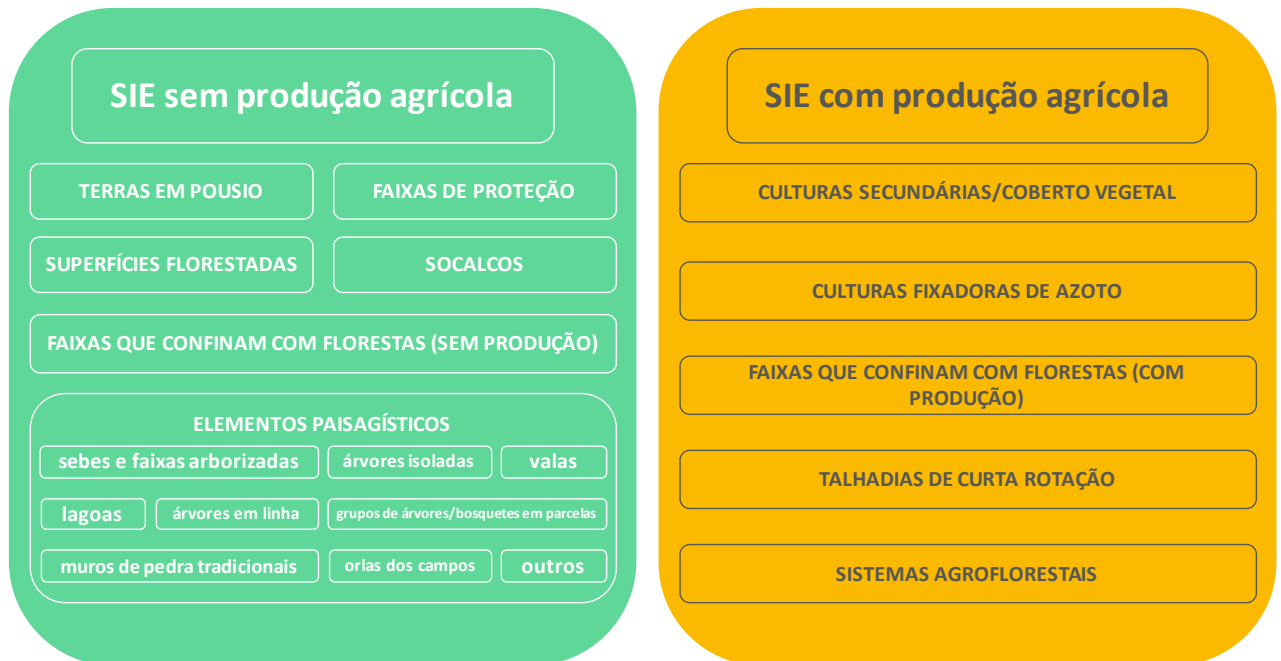 SIE sem produção agrícola
TERRAS EM POUSIO
FAIXAS DE PROTEÇÃO
SUPERFÍCIES FLORESTADAS
SOCALCOS
FAIXAS QUE CONFINAM COM FLORESTAS (SEM PRODUÇÃO)
ELEMENTOS PAISAGÍSTICOS
sebes e faixas arborizadas
árvores isoladas
valas
lagoas
árvores em linha
grupos de árvores/bosquetes em parcelas
muros de pedra tradicionais
orlas dos campos
outros
SIE com produção agrícola
CULTURAS SECUNDÁRIAS/COBERTO VEGETAL
CULTURAS FIXADORAS DE AZOTO
FAIXAS QUE CONFINAM COM FLORESTAS (COM
PRODUÇÃO)
TALHADIAS DE CURTA ROTAÇÃO
SISTEMAS AGROFLORESTAIS